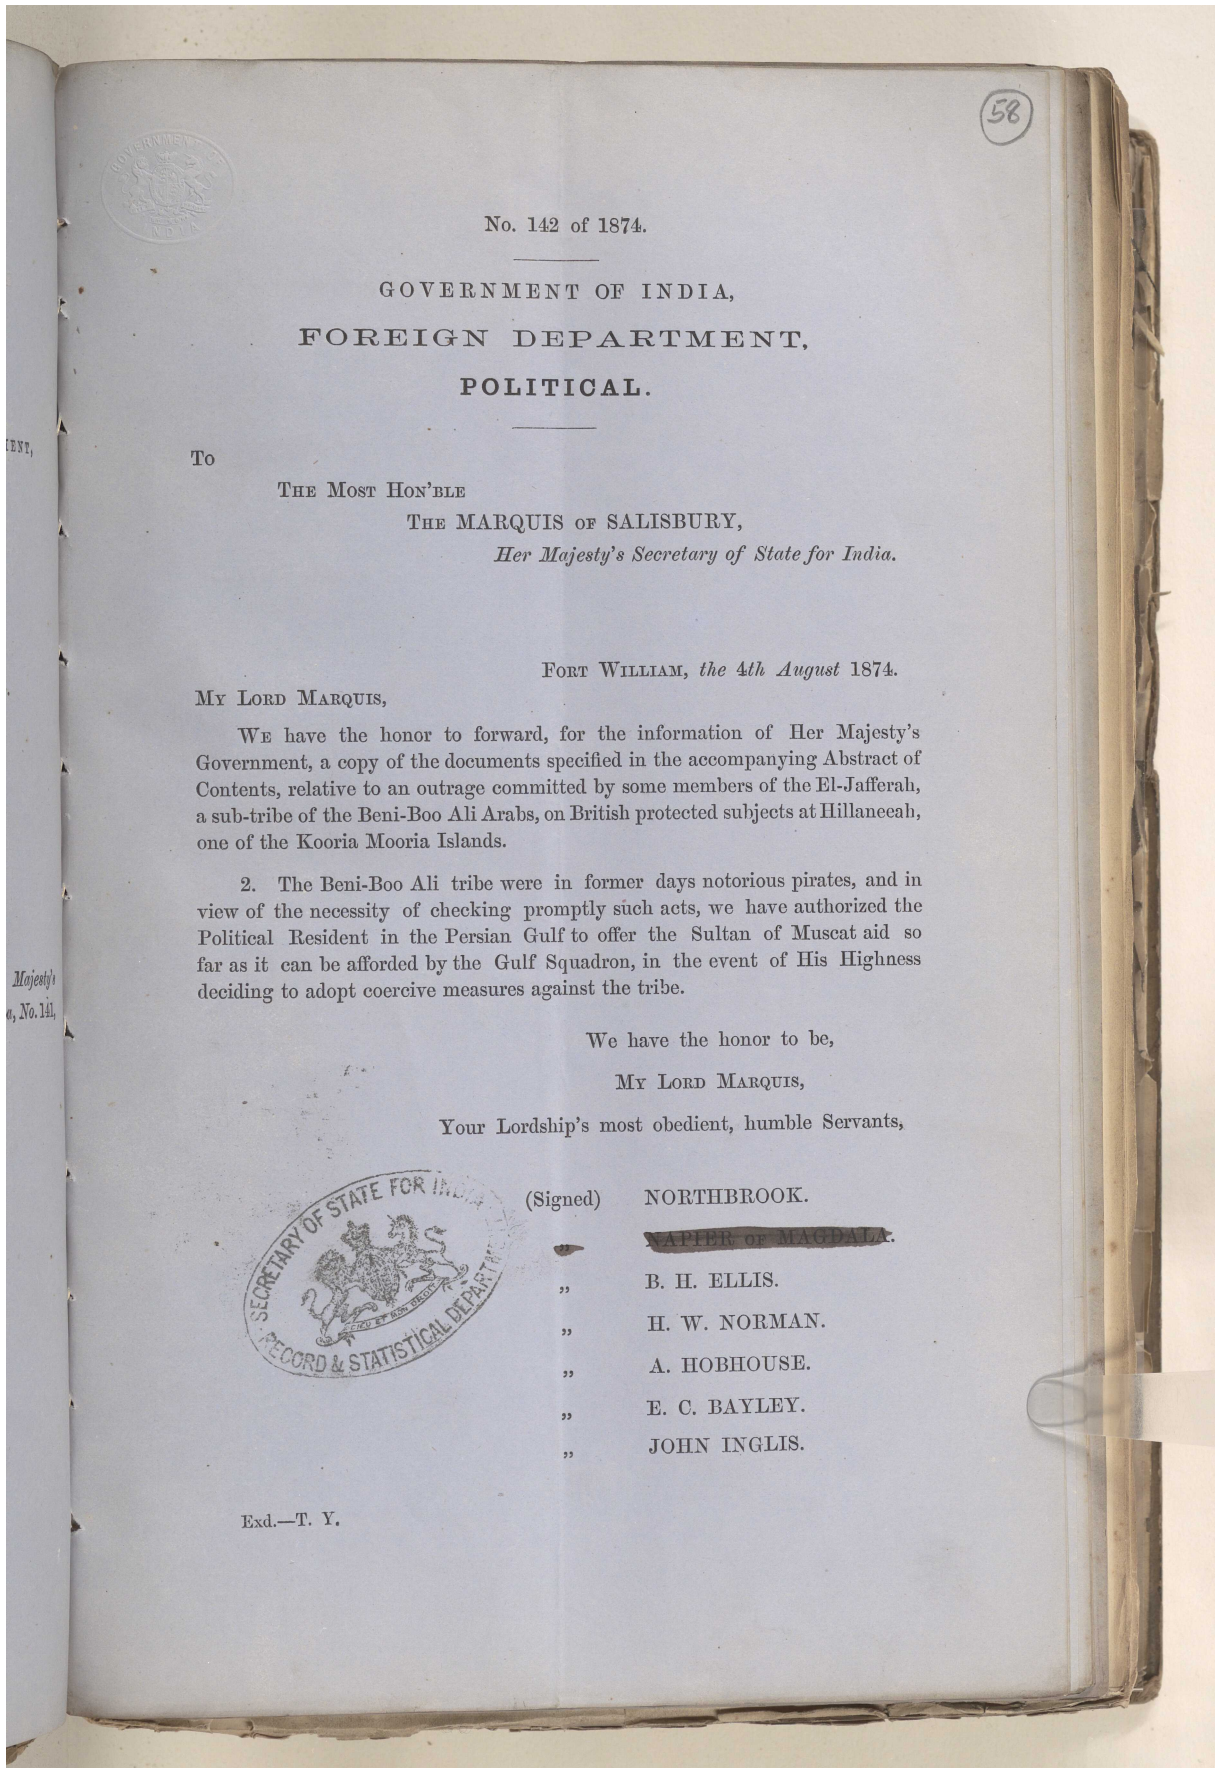 58
GOVERNMENT OF
INDIA
No. 142 of 1874.
GOVERNMENT OF INDIA,
FOREIGN DEPARTMENT,
POLITICAL.
To
THE MOST HON'BLE
THE MARQUIS OF SALISBURY,
Her Majesty's Secretary of State for India.
FORT WILLIAM, the 4th August 1874.
MY LORD MARQUIS,
WE have the honor to forward, for the information of Her Majesty's
Government, a copy of the documents specified in the accompanying Abstract of
Contents, relative to an outrage committed by some members of the El-Jafferah,
a sub-tribe of the Beni-Boo Ali Arabs, on British protected subjects at Hillaneeah,
one of the Kooria Mooria Islands.
2. The Beni-Boo Ali tribe were in former days notorious pirates, and in
view of the necessity of checking promptly such acts, we have authorized the
Political Resident in the Persian Gulf to offer the Sultan of Muscat aid so
far as it can be afforded by the Gulf Squadron, in the event of His Highness
deciding to adopt coercive measures against the tribe.
We have the honor to be,
MY LORD MARQUIS,
Your Lordship's most obedient, humble Servants,
(Signed) NORTHBROOK.
„ NAPIER OF MAGDALA.
„ B. H. ELLIS.
„ H. W. NORMAN.
„ A. HOBHOUSE.
„ E. C. BAYLEY.
„ JOHN INGLIS.
SECRETARY OF STATE FOR INDIA
DIEU ET MON DROIT
RECORD & STATISTICAL DEPARTMENT
Exd.—T. Y.
MENT,
Majesty's
a, No. 141,